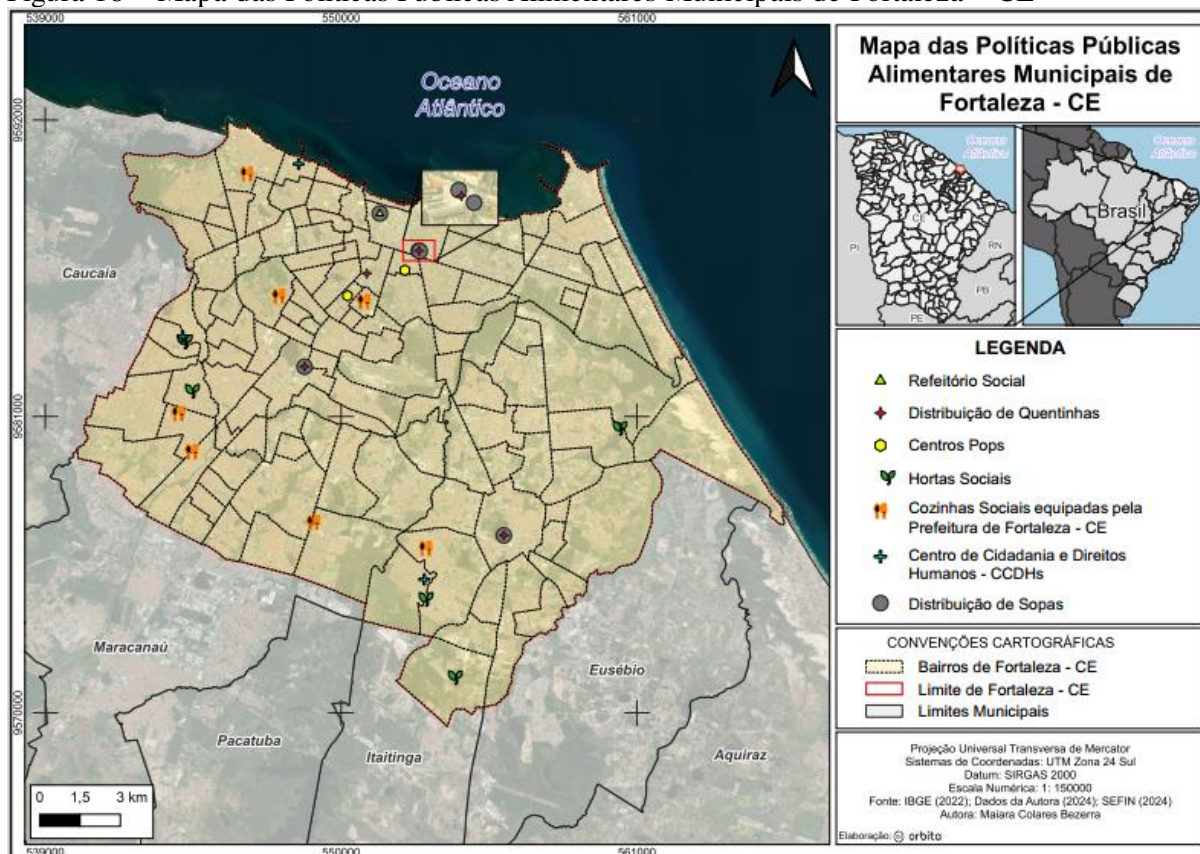 Figura 16 – Mapa das Políticas Públicas Alimentares Municipais de Fortaleza – CE
539000
550000
561000
Mapa das Políticas Públicas
Alimentares Municipais de
Fortaleza - CE
Oceano
Atlântico
9592000
9581000
9570000
Caucaia
Maracanaú
Pacatuba
Itaitinga
Eusébio
Aquiraz
0 1,5 3 km
539000
550000
561000
Oceano
Atlântico
CE
PI
RN
PB
PE
Oceano
Atlântico
Brasil
LEGENDA
Refeitório Social
Distribuição de Quentinhas
Centros Pops
Hortas Sociais
Cozinhas Sociais equipadas pela
Prefeitura de Fortaleza - CE
Centro de Cidadania e Direitos
Humanos - CCDHs
Distribuição de Sopas
CONVENÇÕES CARTOGRÁFICAS
Bairros de Fortaleza - CE
Limite de Fortaleza - CE
Limites Municipais
Projeção Universal Transversa de Mercator
Sistemas de Coordenadas: UTM Zona 24 Sul
Datum: SIRGAS 2000
Escala Numérica: 1: 150000
Fonte: IBGE (2022); Dados da Autora (2024); SEFIN (2024)
Autora: Maiara Colares Bezerra
Elaboração: orbita